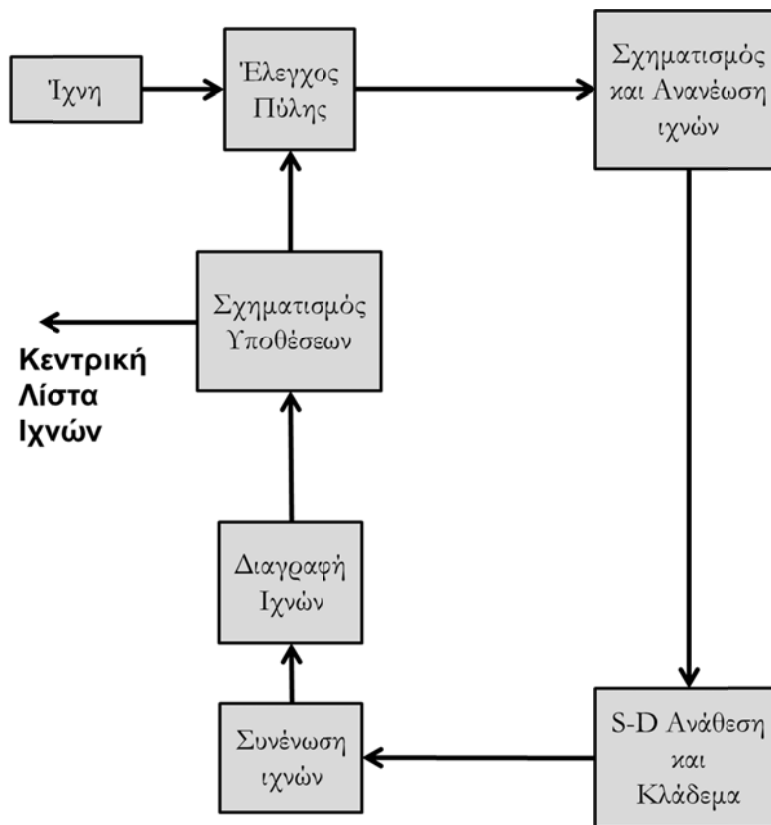 Ίχνη
Έλεγχος
Πύλης
Σχηματισμός
και Ανανέωση
ιχνών
Σχηματισμός
Υποθέσεων
Κεντρική
Λίστα
Ιχνών
Διαγραφή
Ιχνών
Συνένωση
ιχνών
S-D Ανάθεση
και
Κλάδεμα